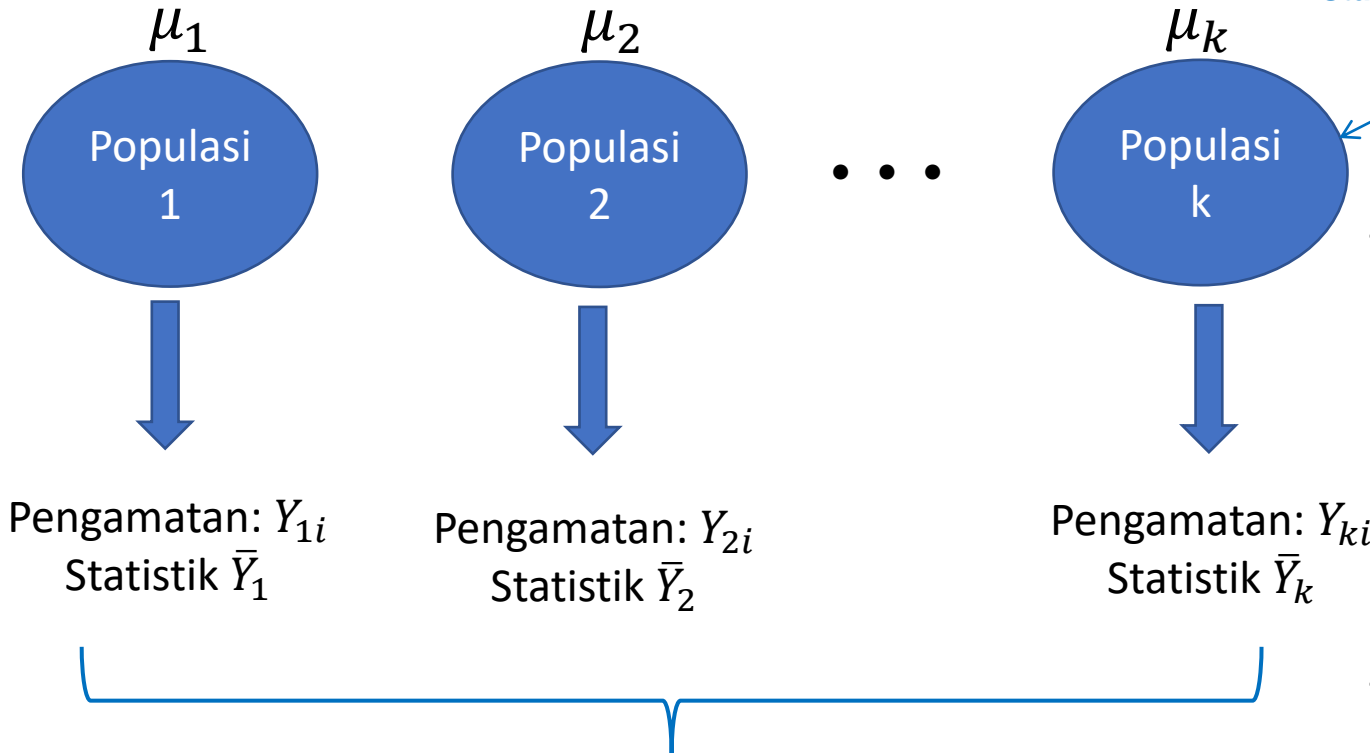 μ₁ μ₂ μₖ
Populasi
1
Populasi
2
• • •
Populasi
k
Pengamatan: Y₁ᵢ
Statistik Ȳ₁
Pengamatan: Y₂ᵢ
Statistik Ȳ₂
Pengamatan: Yₖᵢ
Statistik Ȳₖ